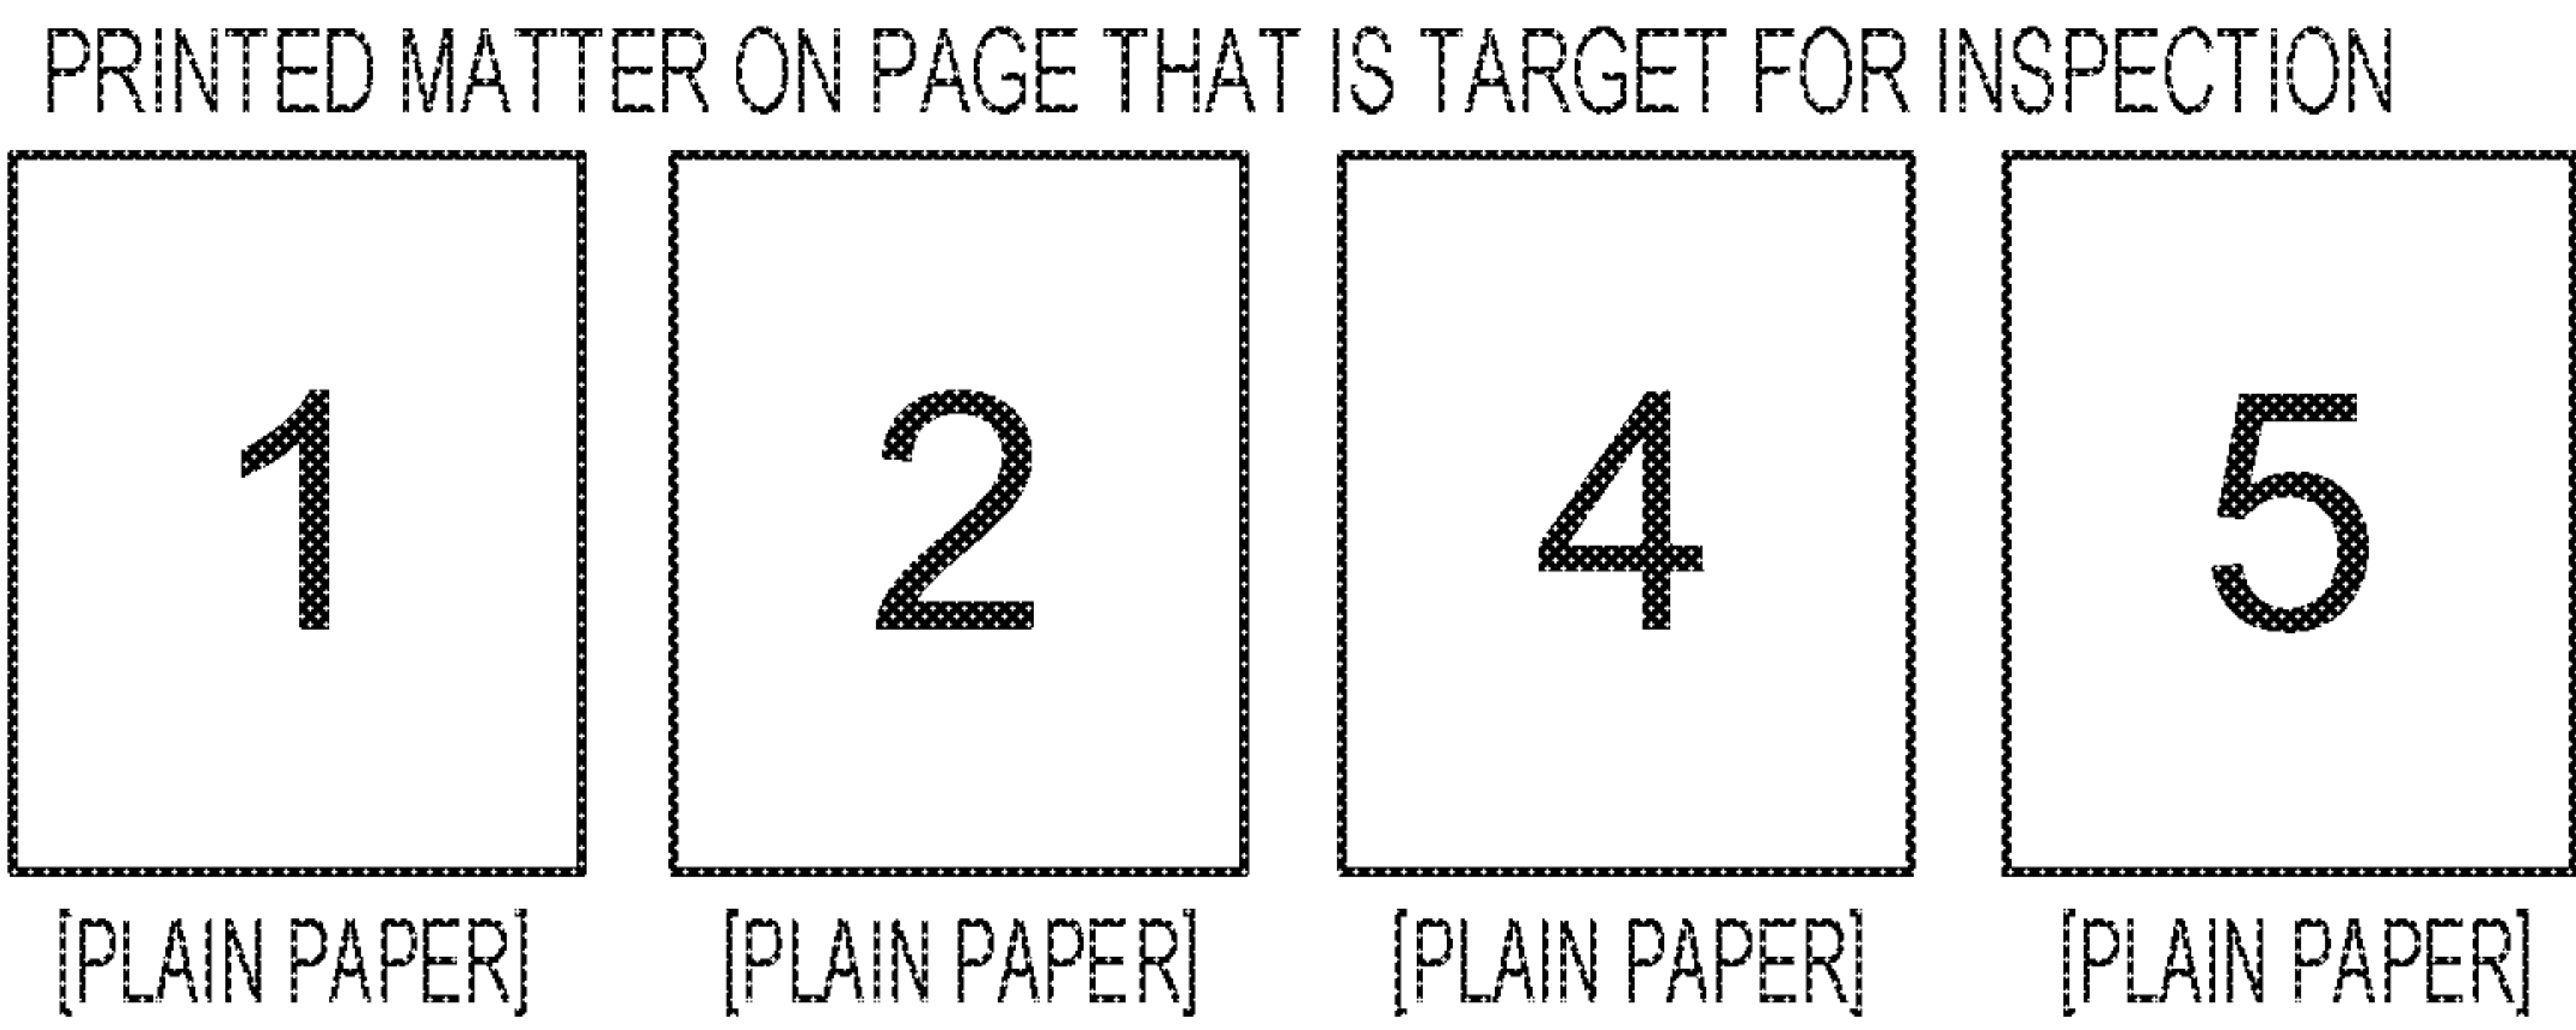 PRINTED MATTER ON PAGE THAT IS TARGET FOR INSPECTION
1 2 4 5
[PLAIN PAPER] [PLAIN PAPER] [PLAIN PAPER] [PLAIN PAPER]